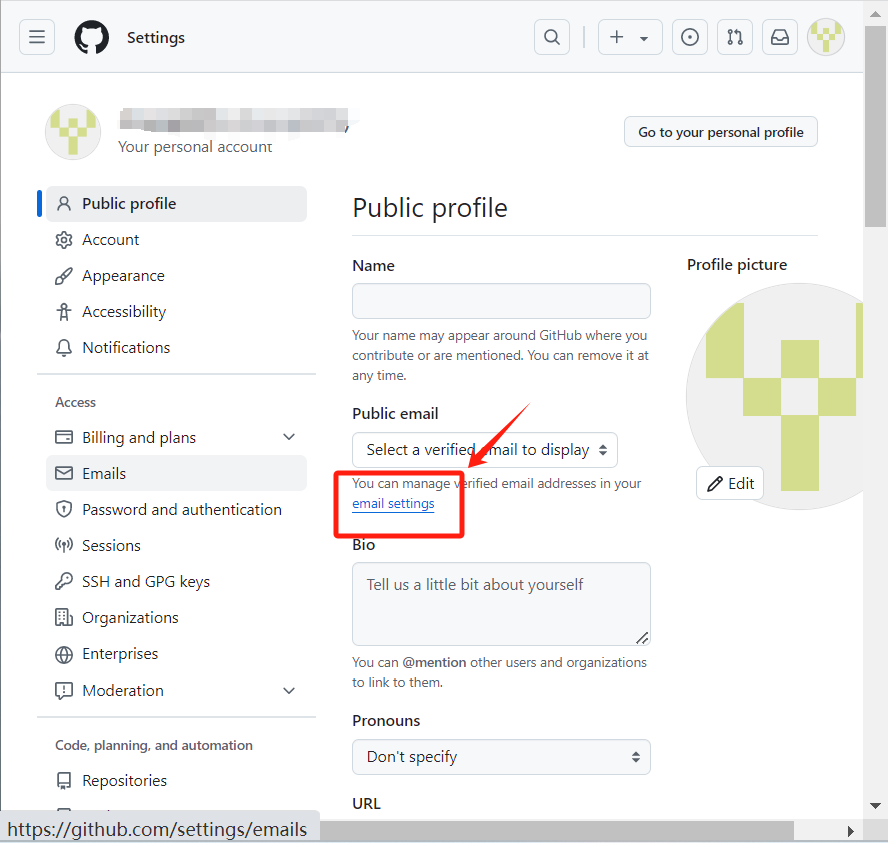 Settings
Your personal account
Go to your personal profile
Public profile
Account
Appearance
Accessibility
Notifications
Access
Billing and plans
Emails
Password and authentication
Sessions
SSH and GPG keys
Organizations
Enterprises
Moderation
Code, planning, and automation
Repositories
Public profile
Name
Your name may appear around GitHub where you
contribute or are mentioned. You can remove it at
any time.
Public email
Select a verified email to display
You can manage verified email addresses in your
email settings
Bio
Tell us a little bit about yourself
You can @mention other users and organizations
to link to them.
Pronouns
Don't specify
URL
Profile picture
Edit
https://github.com/settings/emails